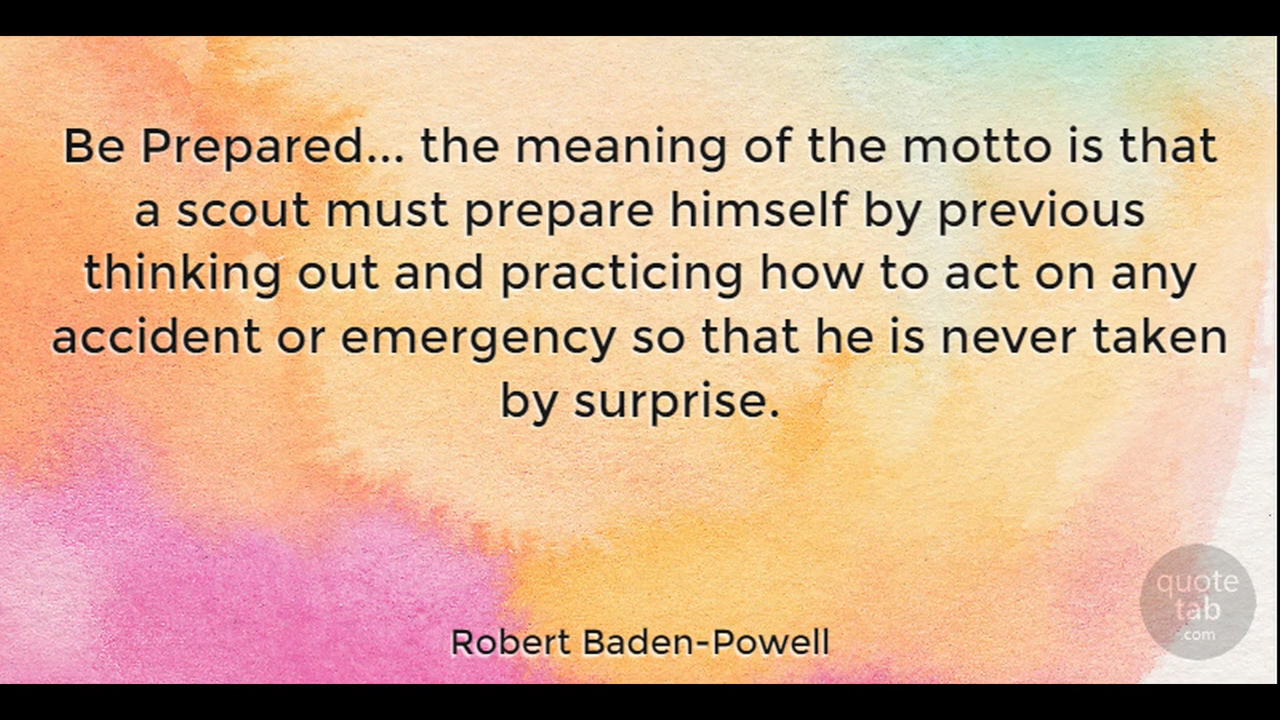 Be Prepared... the meaning of the motto is that
a scout must prepare himself by previous
thinking out and practicing how to act on any
accident or emergency so that he is never taken
by surprise.
Robert Baden-Powell
quote
tab
.com